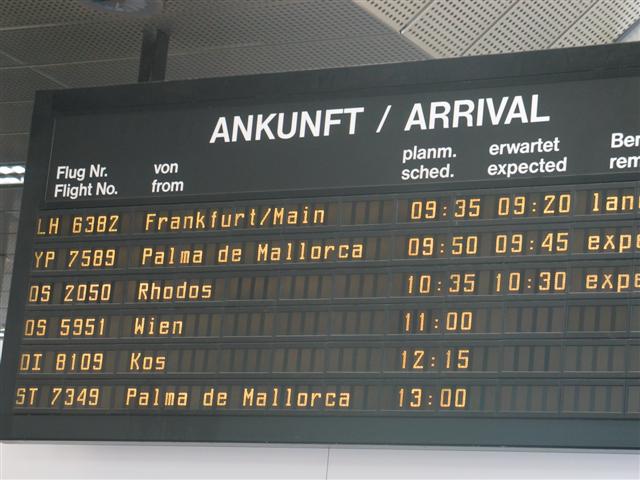 ANKUNFT / ARRIVAL
Flug Nr. von planm. erwartet
Flight No. from sched. expected
LH 6382 Frankfurt/Main 09:35 09:20
YP 7589 Palma de Mallorca 09:50 09:45
OS 2050 Rhodos 10:35 10:30
OS 5951 Wien 11:00
DI 8109 Kos 12:15
ST 7349 Palma de Mallorca 13:00